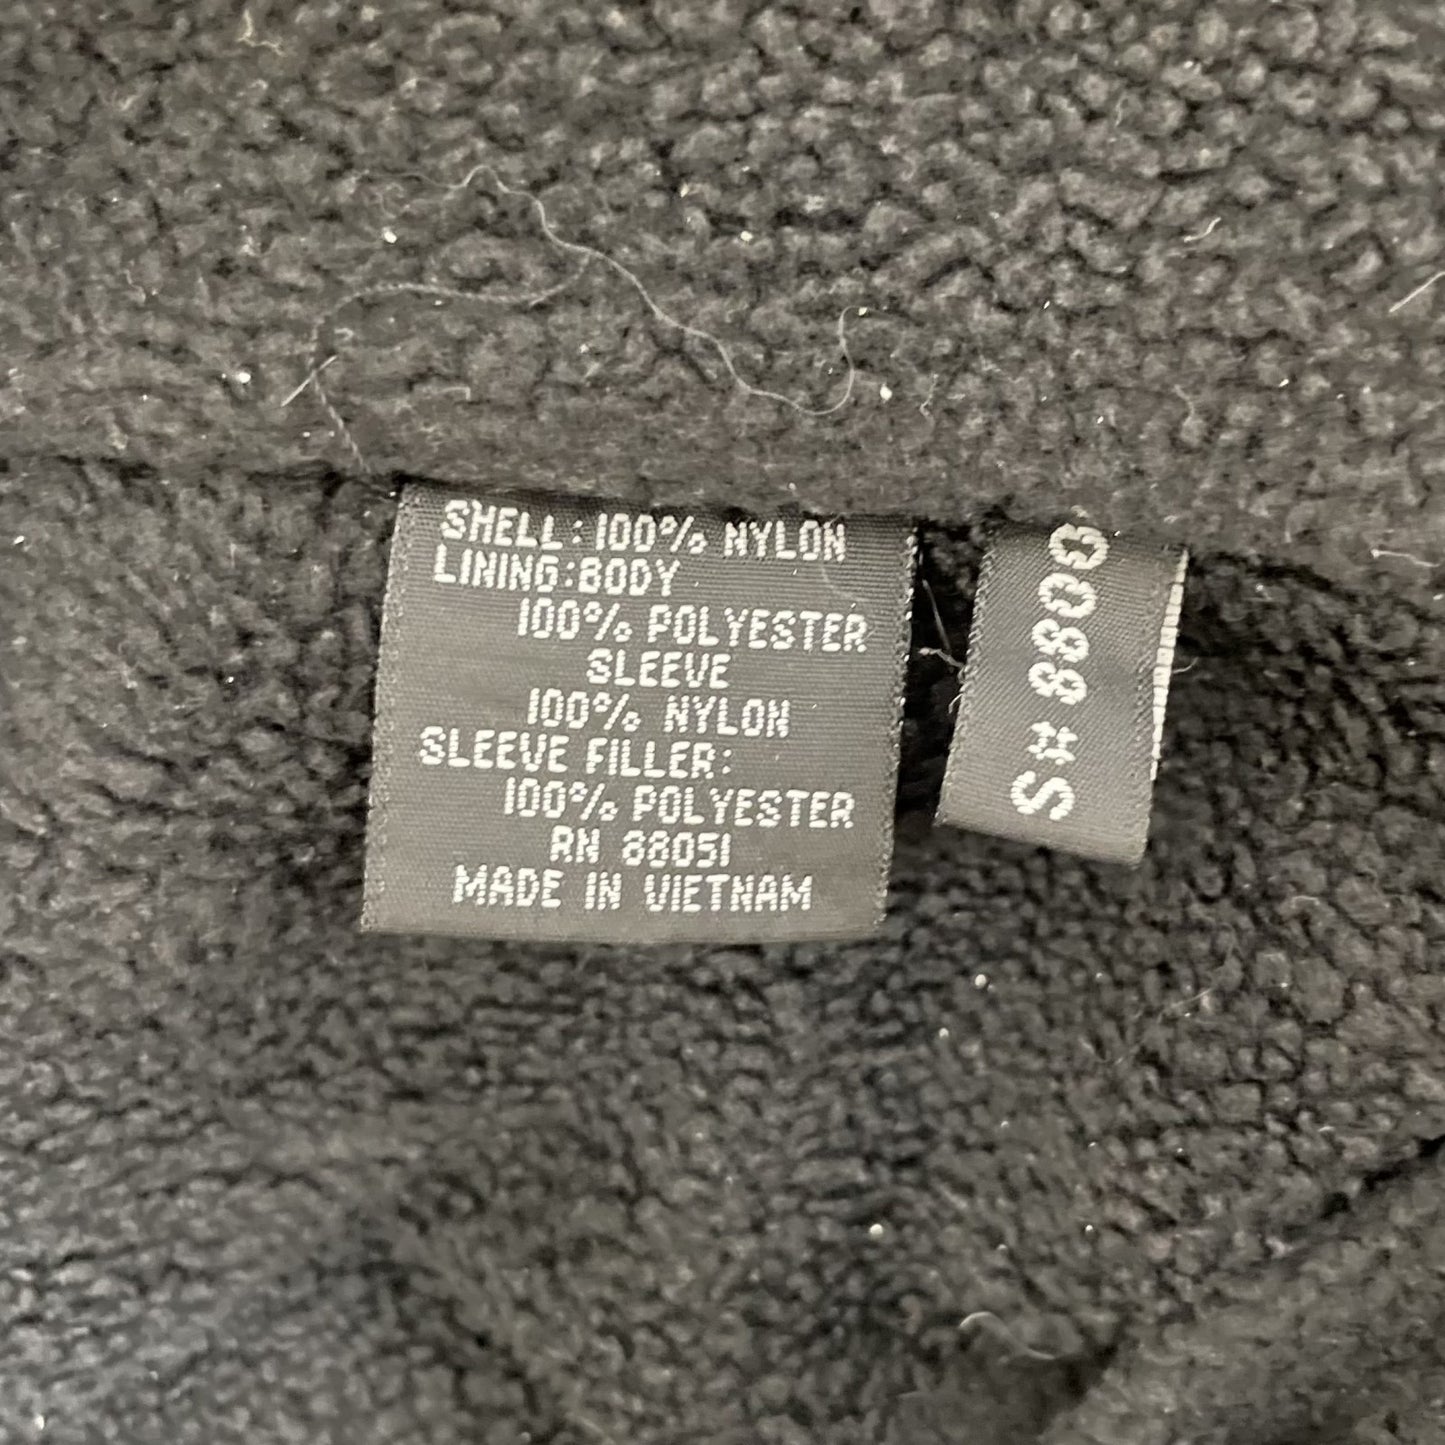 SHELL:100% NYLON
LINING:BODY
100% POLYESTER
SLEEVE
100% NYLON
SLEEVE FILLER:
100% POLYESTER
RN 88051
MADE IN VIETNAM
S#